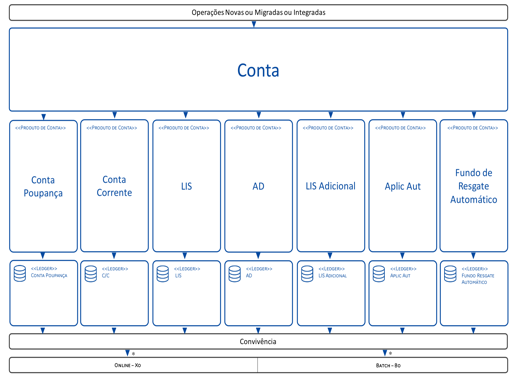 Operações Novas ou Migradas ou Integradas
Conta
<<Produto de Conta>>
Conta
Poupança
<<Produto de Conta>>
Conta
Corrente
<<Produto de Conta>>
LIS
<<Produto de Conta>>
AD
<<Produto de Conta>>
LIS Adicional
<<Produto de Conta>>
Aplic Aut
<<Produto de Conta>>
Fundo de
Resgate
Automático
<<Ledger>>
Conta Poupança
<<Ledger>>
C/C
<<Ledger>>
LIS
<<Ledger>>
AD
<<Ledger>>
LIS Adicional
<<Ledger>>
Aplic Aut
<<Ledger>>
Fundo Resgate
Automático
Convivência
Online – X0
Batch – B0